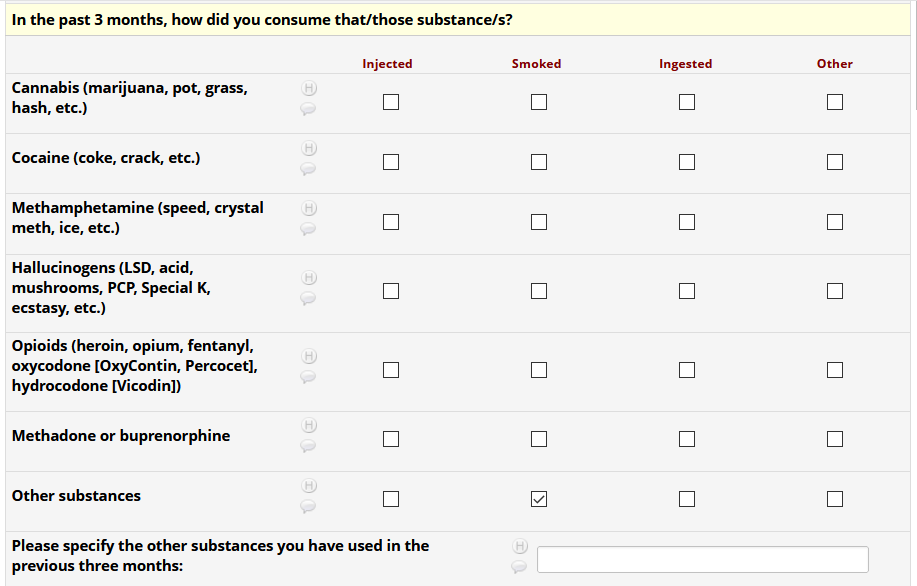 In the past 3 months, how did you consume that/those substance/s?
Injected Smoked Ingested Other
Cannabis (marijuana, pot, grass,
hash, etc.)
H
Cocaine (coke, crack, etc.)
H
Methamphetamine (speed, crystal
meth, ice, etc.)
H
Hallucinogens (LSD, acid,
mushrooms, PCP, Special K,
ecstasy, etc.)
H
Opioids (heroin, opium, fentanyl,
oxycodone [OxyContin, Percocet],
hydrocodone [Vicodin])
H
Methadone or buprenorphine
H
Other substances
H
Please specify the other substances you have used in the
previous three months:
H